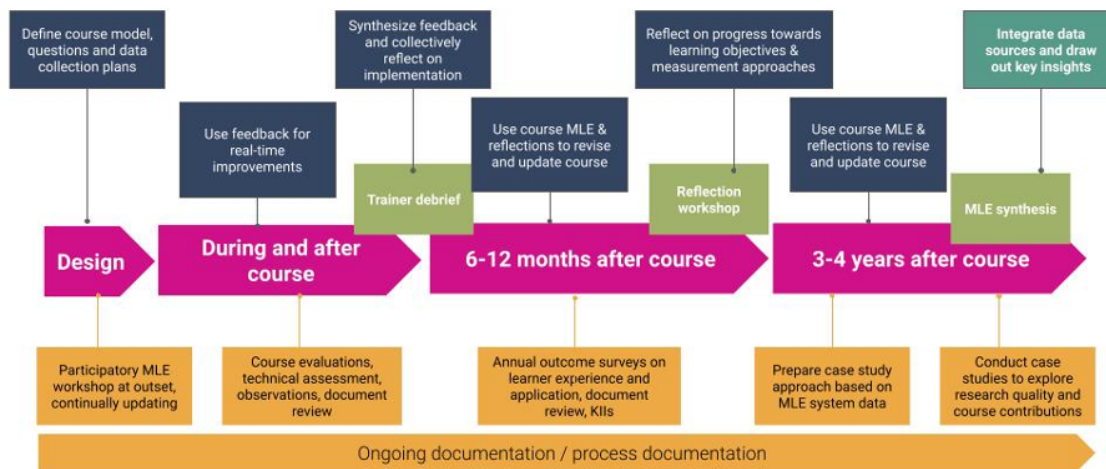 Define course model,
questions and data
collection plans
Synthesize feedback
and collectively
reflect on
implementation
Reflect on progress towards
learning objectives &
measurement approaches
Integrate data
sources and draw
out key insights
Use feedback for
real-time
improvements
Use course MLE &
reflections to revise
and update course
Use course MLE &
reflections to revise
and update course
Trainer debrief
Reflection
workshop
MLE synthesis
Design
During and after
course
6-12 months after course
3-4 years after course
Participatory MLE
workshop at outset,
continually updating
Course evaluations,
technical assessment,
observations, document
review
Annual outcome surveys on
learner experience and
application, document
review, KIIs
Prepare case study
approach based on
MLE system data
Conduct case
studies to explore
research quality and
course contributions
Ongoing documentation / process documentation